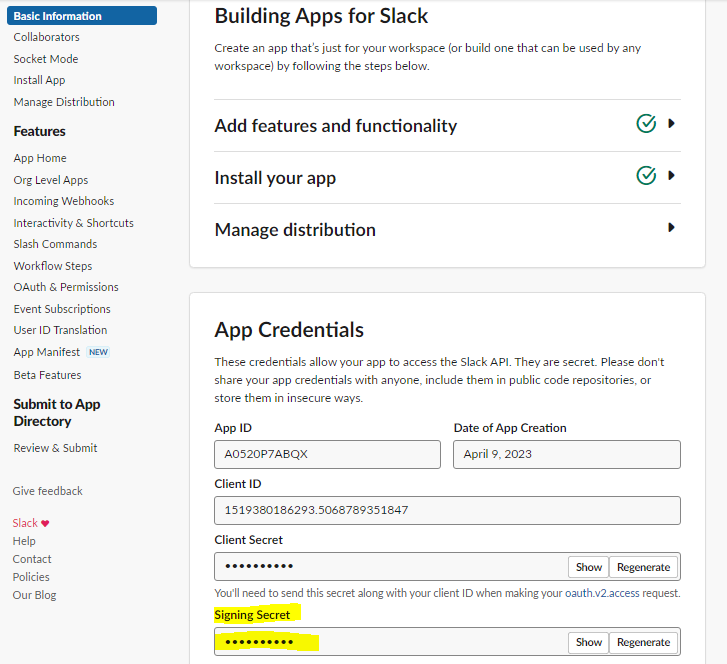 Basic Information
Collaborators
Socket Mode
Install App
Manage Distribution
Features
App Home
Org Level Apps
Incoming Webhooks
Interactivity & Shortcuts
Slash Commands
Workflow Steps
OAuth & Permissions
Event Subscriptions
User ID Translation
App Manifest NEW
Beta Features
Submit to App
Directory
Review & Submit
Give feedback
Slack ♥
Help
Contact
Policies
Our Blog
Building Apps for Slack
Create an app that's just for your workspace (or build one that can be used by any
workspace) by following the steps below.
Add features and functionality
Install your app
Manage distribution
App Credentials
These credentials allow your app to access the Slack API. They are secret. Please don't
share your app credentials with anyone, include them in public code repositories, or
store them in insecure ways.
App ID
Date of App Creation
A0520P7ABQX
April 9, 2023
Client ID
1519380186293.5068789351847
Client Secret
•••••••••• Show Regenerate
You'll need to send this secret along with your client ID when making your oauth.v2.access request.
Signing Secret
•••••••••• Show Regenerate